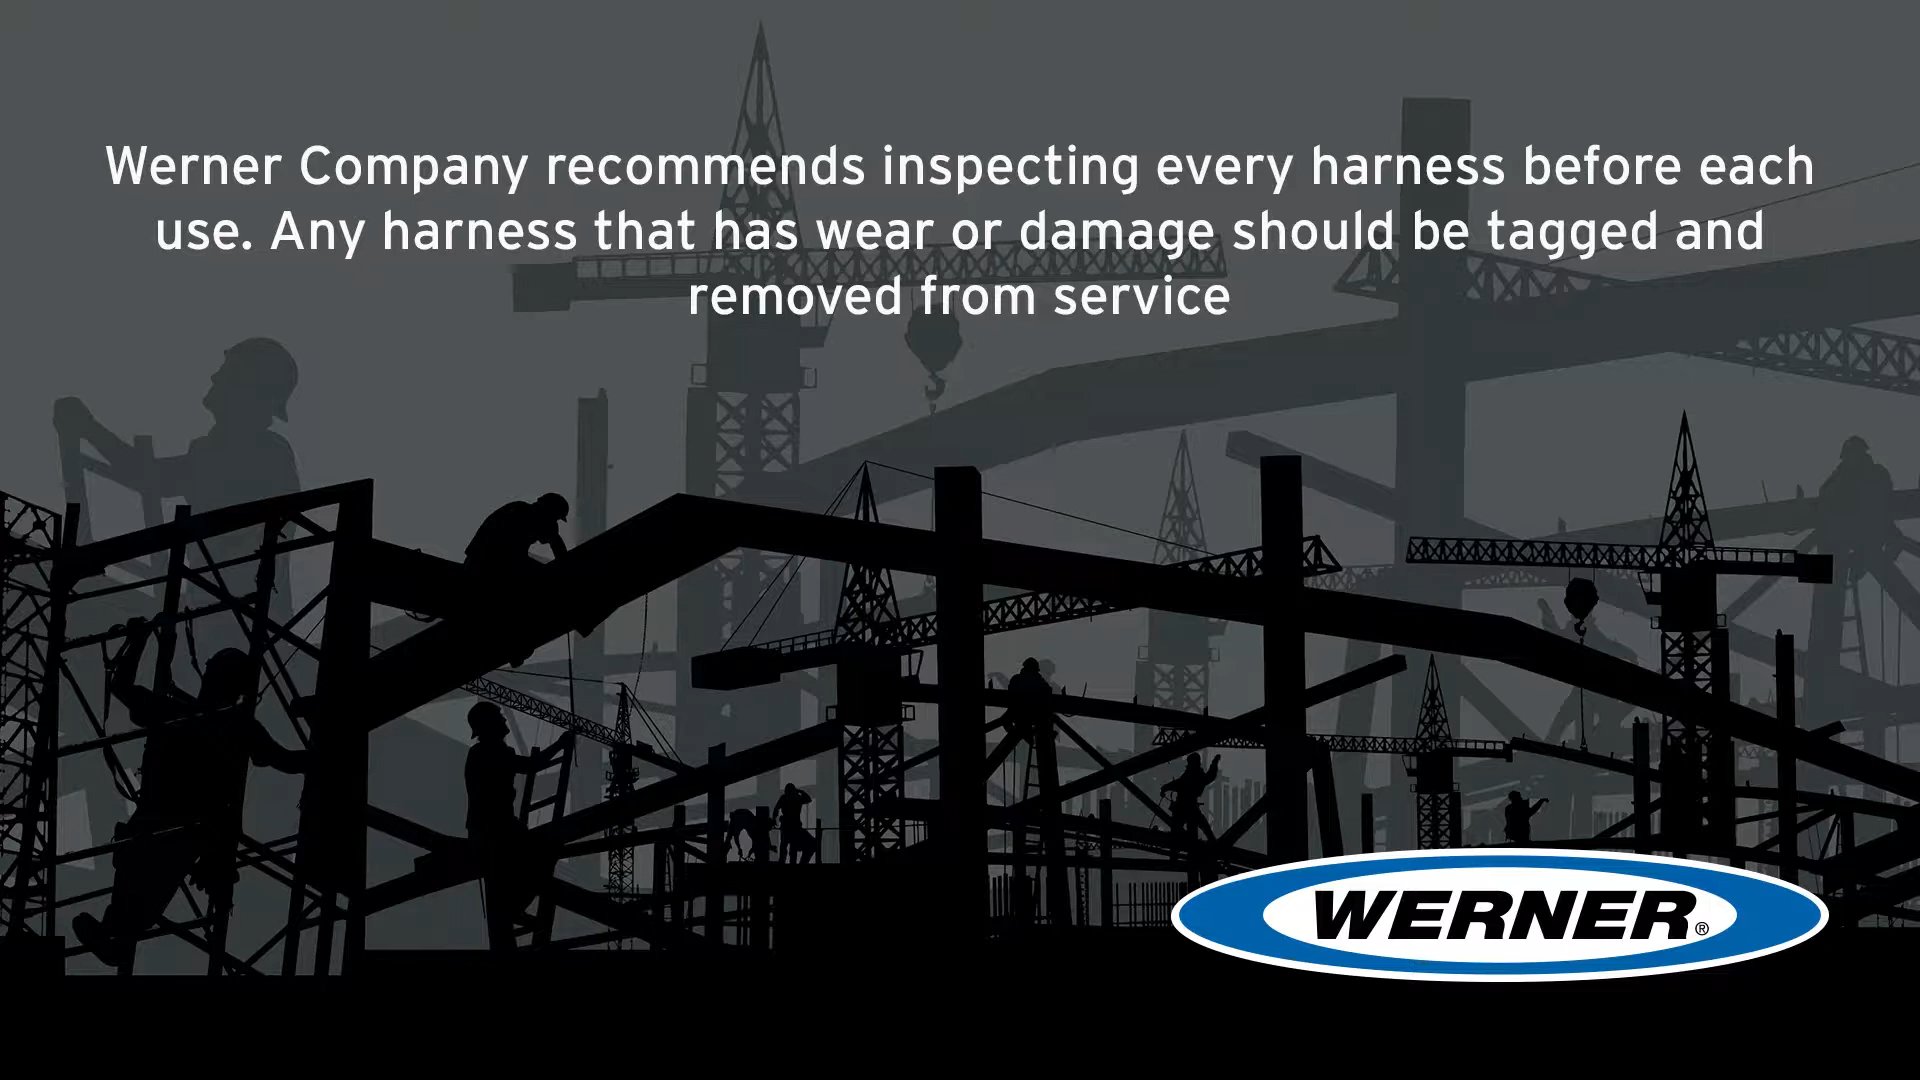 Werner Company recommends inspecting every harness before each
use. Any harness that has wear or damage should be tagged and
removed from service
WERNER®